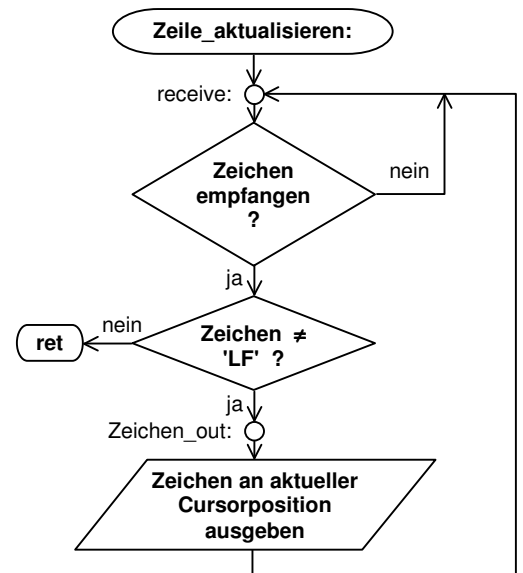 Zeile_aktualisieren:
receive:
Zeichen
empfangen
?
nein
ja
Zeichen ≠
'LF' ?
nein
ret
ja
Zeichen_out:
Zeichen an aktueller
Cursorposition
ausgeben